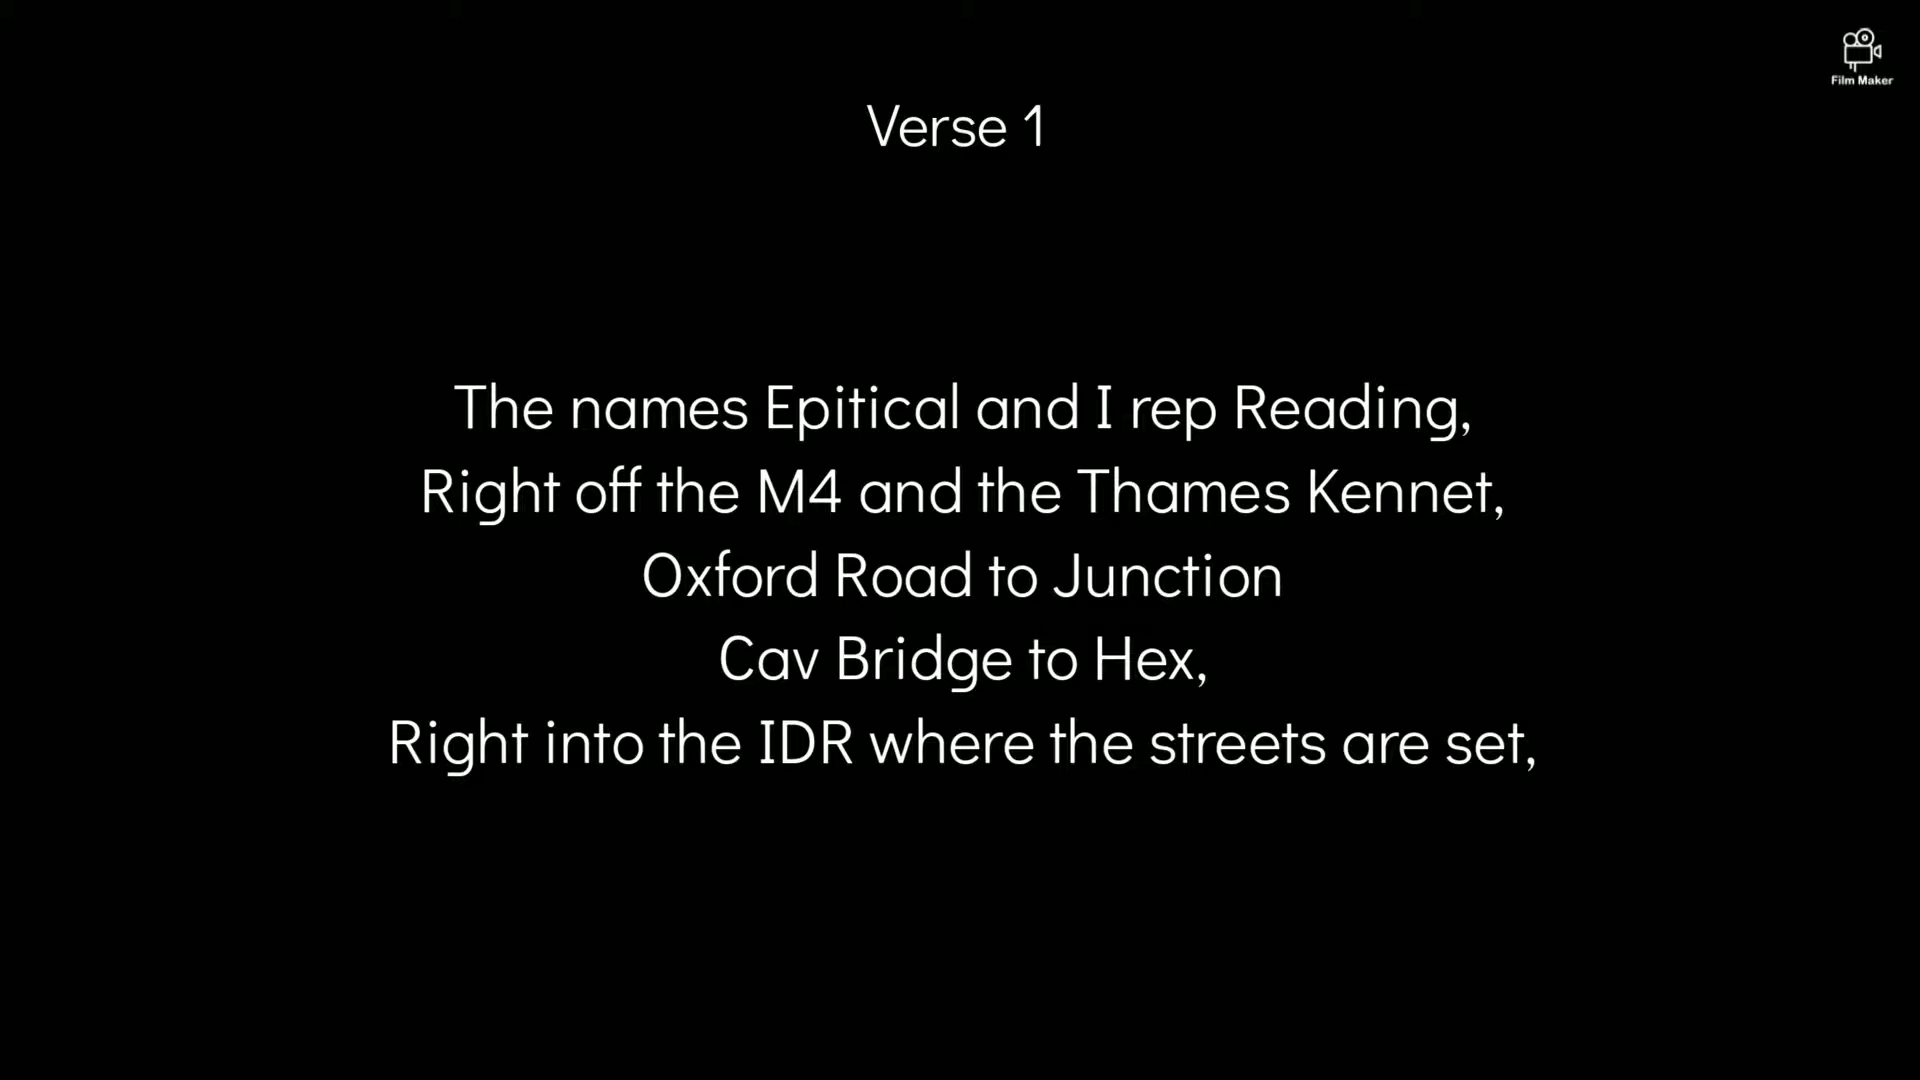 Film Maker
Verse 1
The names Epitical and I rep Reading,
Right off the M4 and the Thames Kennet,
Oxford Road to Junction
Cav Bridge to Hex,
Right into the IDR where the streets are set,